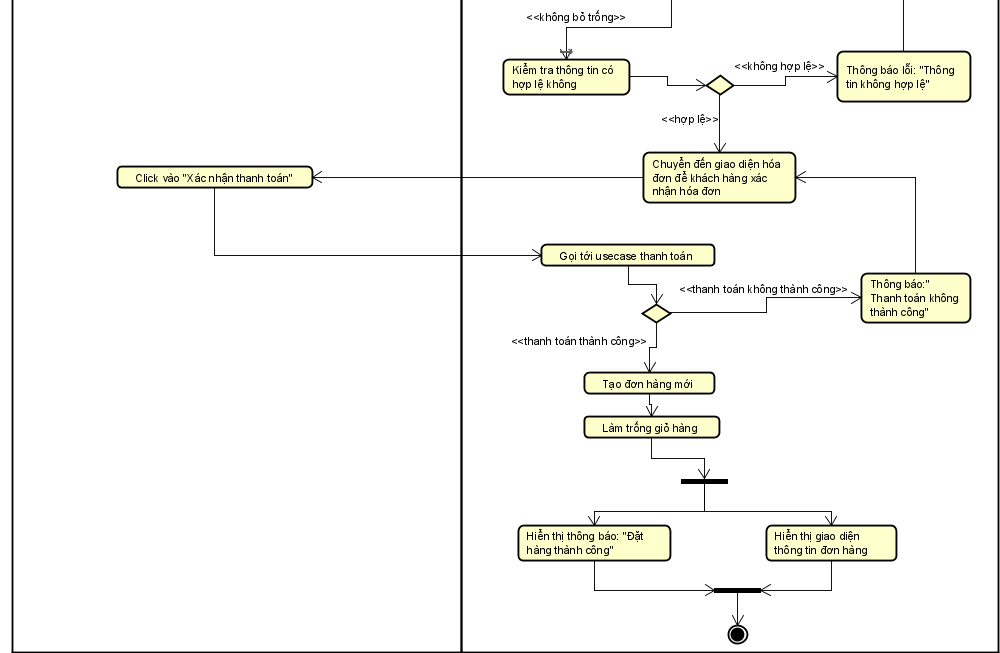 <<không bỏ trống>>
Kiểm tra thông tin có
hợp lệ không
<<không hợp lệ>>
Thông báo lỗi: "Thông
tin không hợp lệ"
<<hợp lệ>>
Chuyển đến giao diện hóa
đơn để khách hàng xác
nhận hóa đơn
Click vào "Xác nhận thanh toán"
Gọi tới usecase thanh toán
<<thanh toán không thành công>>
Thông báo:"
Thanh toán không
thành công"
<<thanh toán thành công>>
Tạo đơn hàng mới
Làm trống giỏ hàng
Hiển thị thông báo: "Đặt
hàng thành công"
Hiển thị giao diện
thông tin đơn hàng